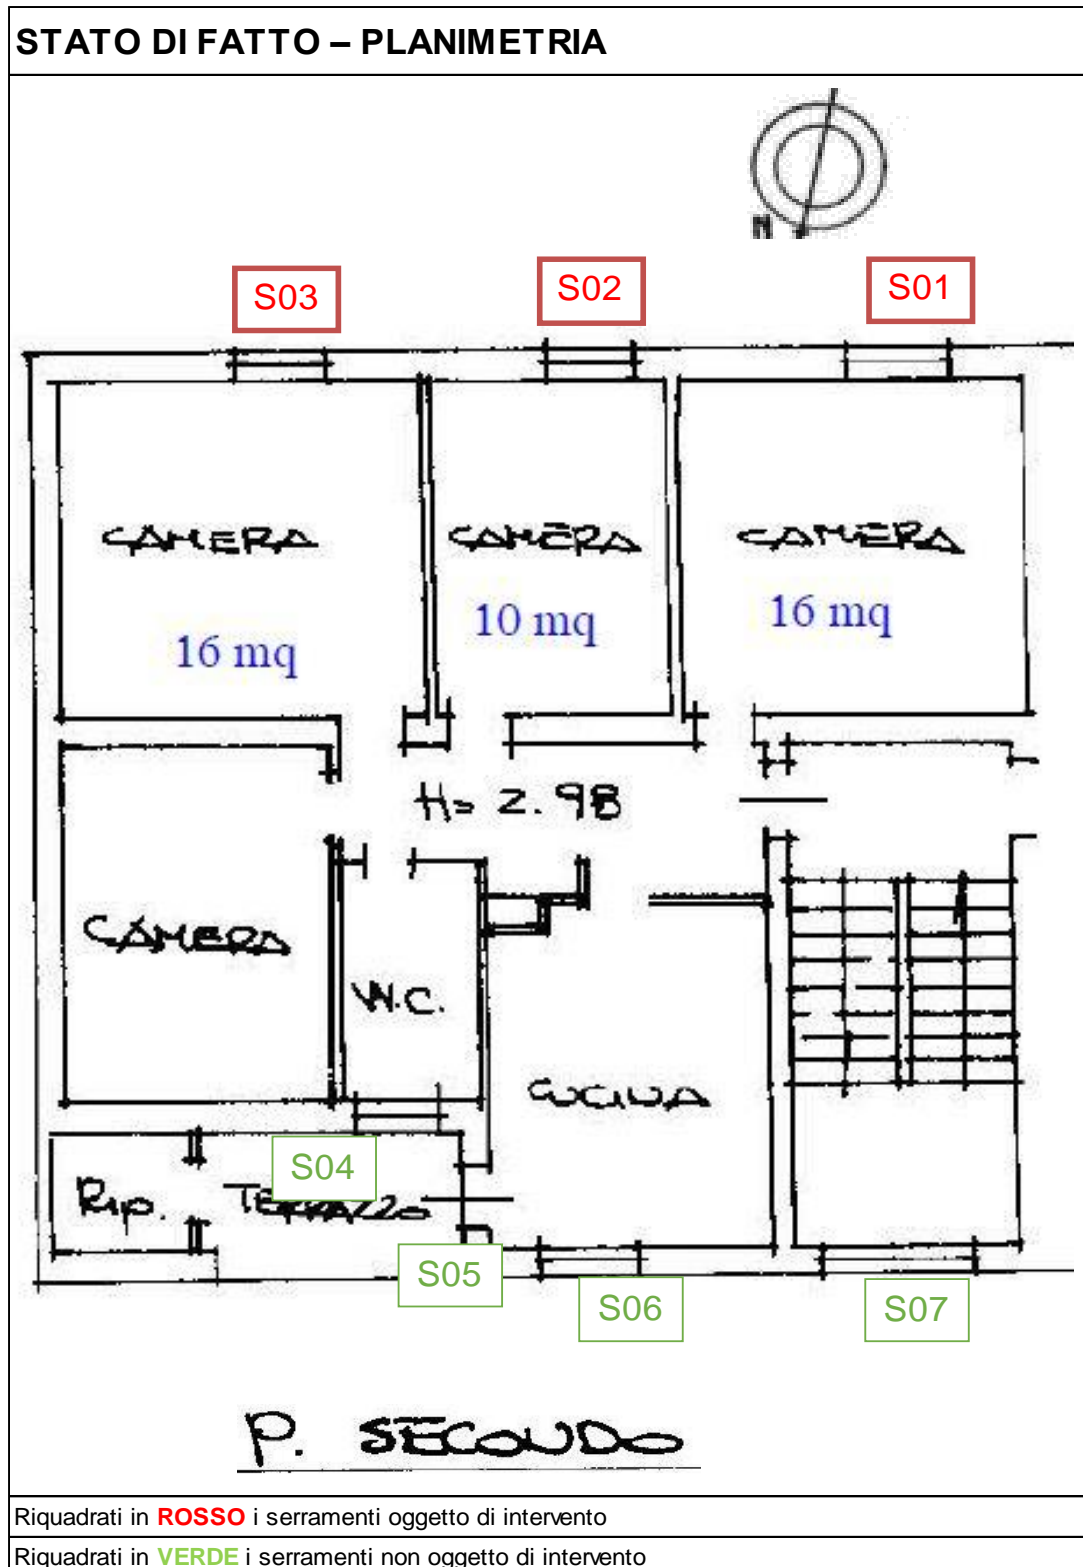 STATO DI FATTO – PLANIMETRIA
N
S03 S02 S01
CAMERA CAMERA CAMERA
16 mq 10 mq 16 mq
H= 2.98
CAMERA
W.C.
CUCINA
S04
Rip. TERRAZZO
S05
S06 S07
P. SECONDO
Riquadrati in ROSSO i serramenti oggetto di intervento
Riquadrati in VERDE i serramenti non oggetto di intervento